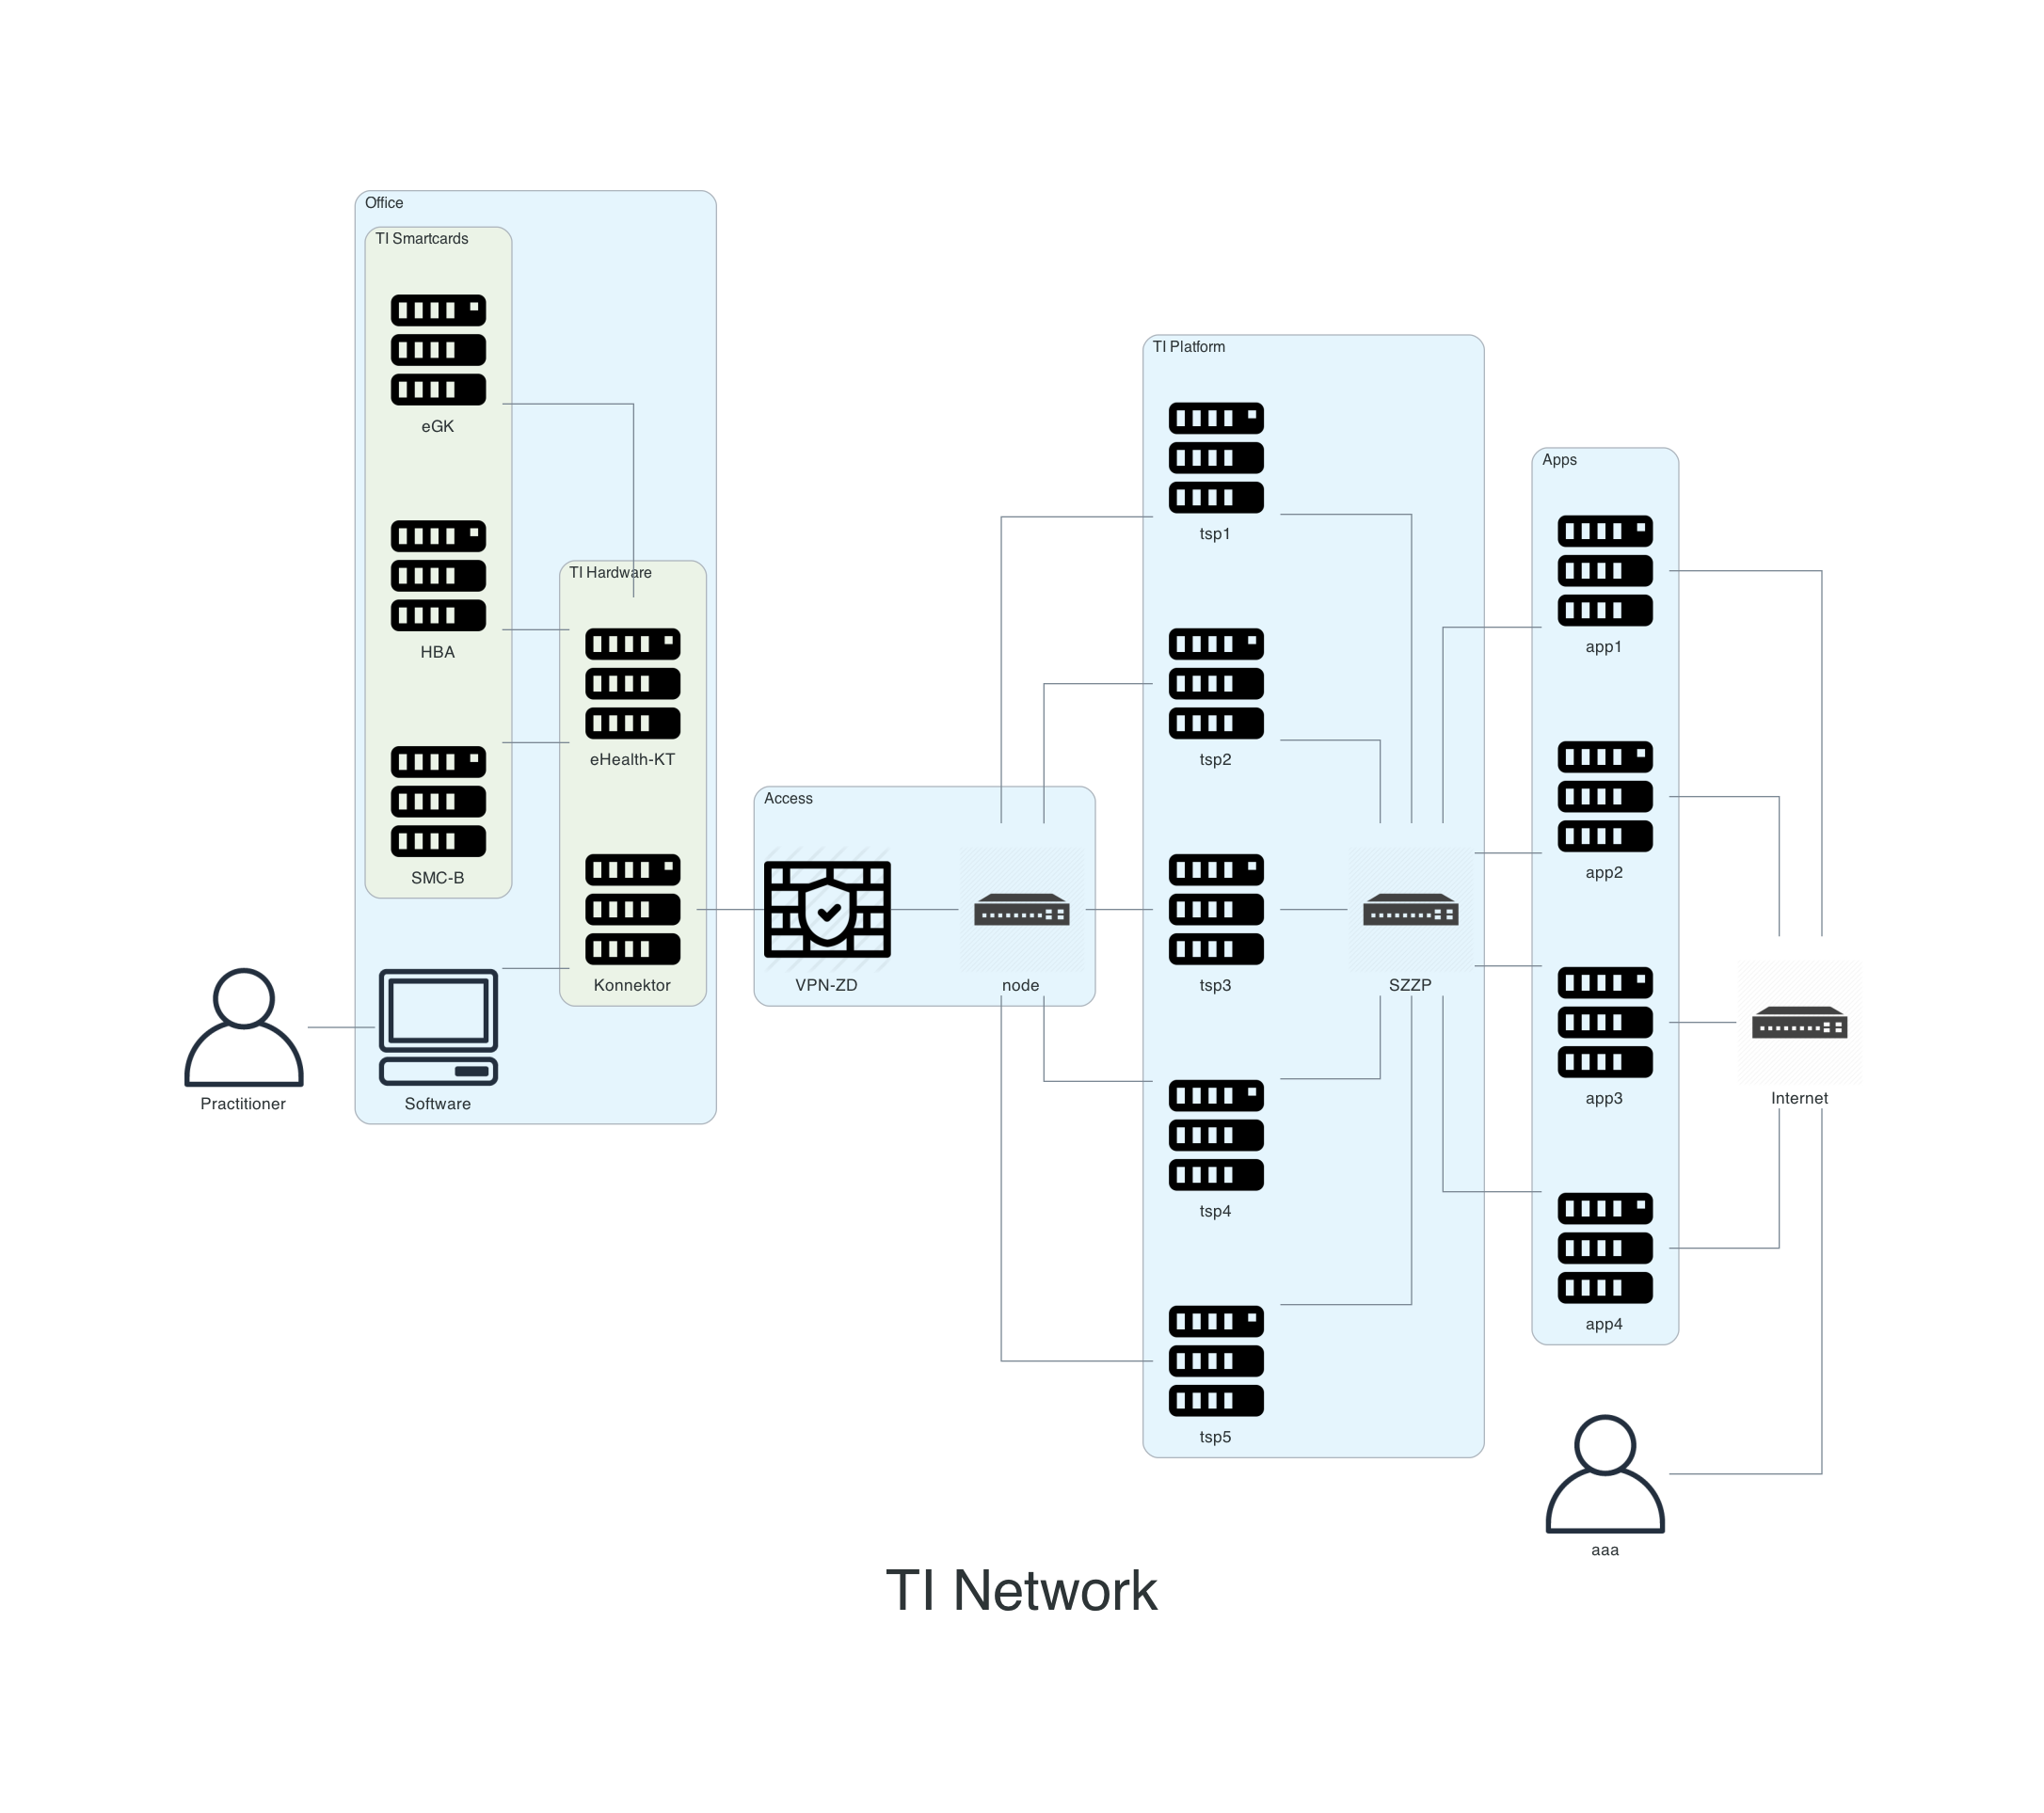 Office
TI Smartcards
eGK
HBA
SMC-B
TI Hardware
eHealth-KT
Konnektor
Practitioner
Software
Access
VPN-ZD
node
TI Platform
tsp1
tsp2
tsp3
tsp4
tsp5
SZZP
Apps
app1
app2
app3
app4
Internet
aaa
TI Network